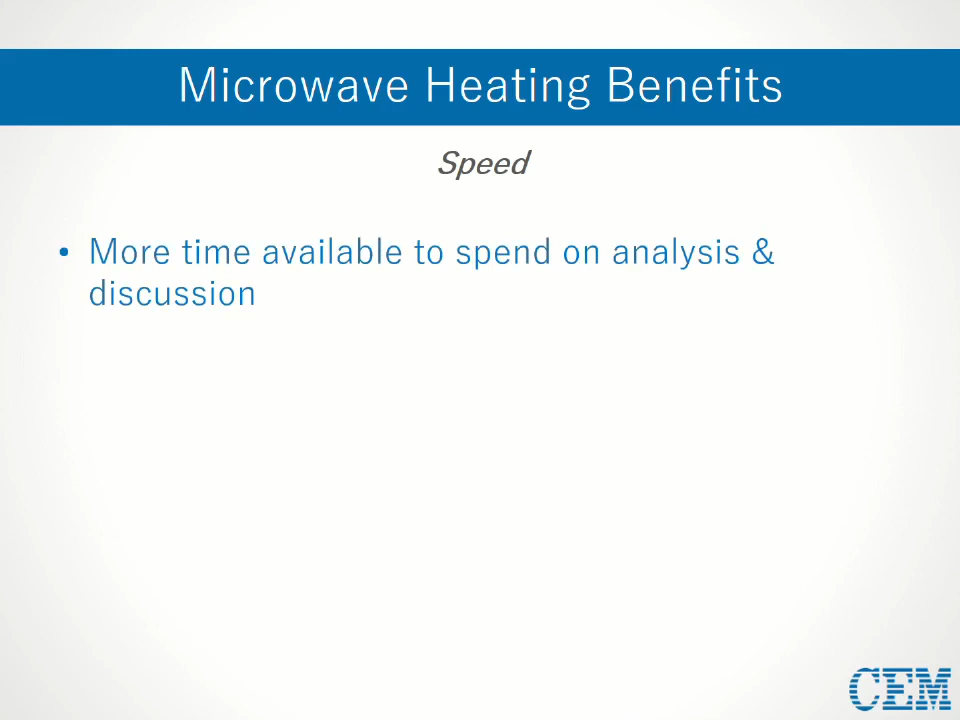 Microwave Heating Benefits
Speed
• More time available to spend on analysis &
discussion
CEM